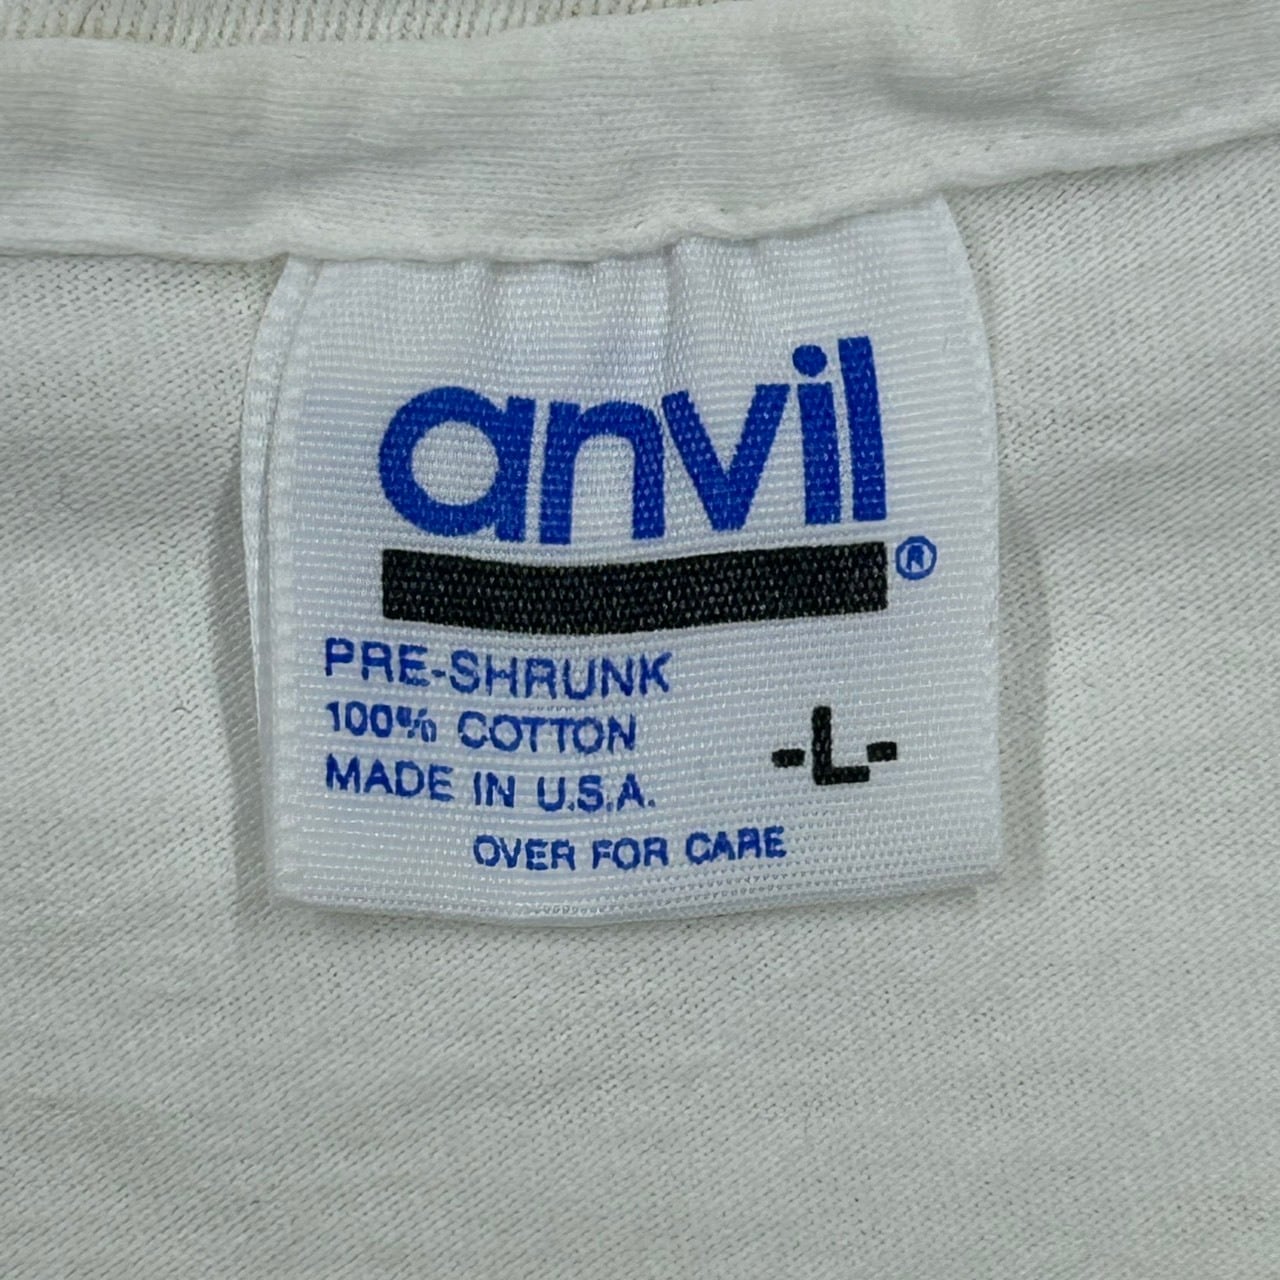 anvil
®
PRE-SHRUNK
100% COTTON
MADE IN U.S.A.
-L-
OVER FOR CARE